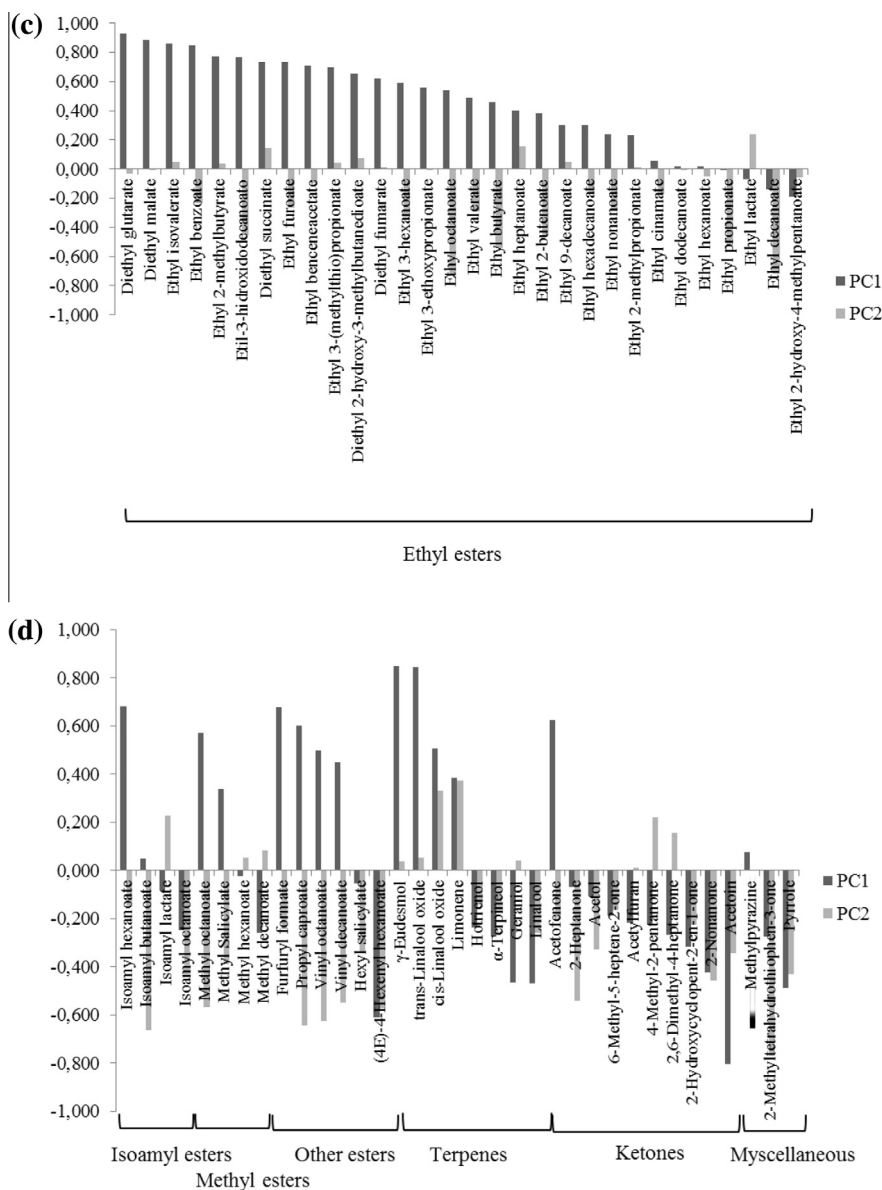 (c)
1,000
0,800
0,600
0,400
0,200
0,000
-0,200
-0,400
-0,600
-0,800
-1,000
Diethyl glutarate
Diethyl malate
Ethyl isovalerate
Ethyl benzoate
Ethyl 2-methylbutyrate
Etil-3-hidroxidodecanoato
Diethyl succinate
Ethyl furoate
Ethyl benceneacctate
Ethyl 3-(methylthio)propionate
Diethyl 2-hydroxy-3-methylbutanedioate
Diethyl fumarate
Ethyl 3-hexanoate
Ethyl 3-ethoxypropionate
Ethyl octanoate
Ethyl valerate
Ethyl butyrate
Ethyl heptanoate
Ethyl 2-butenoate
Ethyl 9-decanoate
Ethyl hexadecanoate
Ethyl nonanoate
Ethyl 2-methylpropionate
Ethyl cinamate
Ethyl dodecanoate
Ethyl hexanoate
Ethyl propionate
Ethyl lactate
Ethyl decanoate
Ethyl 2-hydroxy-4-methylpentanoate
PC1
PC2
Ethyl esters
(d)
1,000
0,800
0,600
0,400
0,200
0,000
-0,200
-0,400
-0,600
-0,800
-1,000
Isoamyl hexanoate
Isoamyl butanoate
Isoamyl lactate
Isoamyl octanoate
Methyl octanoate
Methyl Salicylate
Methyl hexanoate
Methyl decanoate
Furfuryl formate
Propyl caproate
Vinyl octanoate
Vinyl decanoate
Hexyl salicylate
(4E)-4-Hexenyl hexanoate
γ-Eudesmol
trans-Linalool oxide
cis-Linalool oxide
Limonene
Hotrienol
α-Terpineol
Geraniol
Linalool
Acetofenone
2-Heptanone
Acetol
6-Methyl-5-heptene-2-one
Acetylfuran
4-Methyl-2-pentanone
2,6-Dimethyl-4-heptanone
2-Hydroxycyclopent-2-en-1-one
2-Nonanone
Acetoin
Methylpyrazine
2-Methyltetrahydrothiophen-3-one
Pyrrole
PC1
PC2
Isoamyl esters
Methyl esters
Other esters
Terpenes
Ketones
Myscellaneous